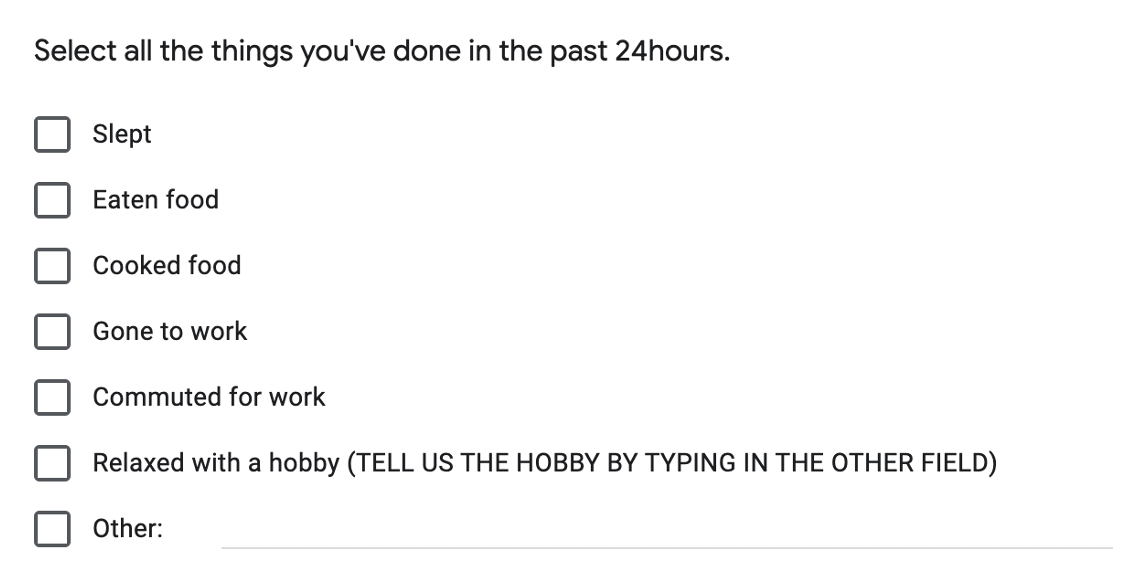 Select all the things you've done in the past 24hours.
Slept
Eaten food
Cooked food
Gone to work
Commuted for work
Relaxed with a hobby (TELL US THE HOBBY BY TYPING IN THE OTHER FIELD)
Other: